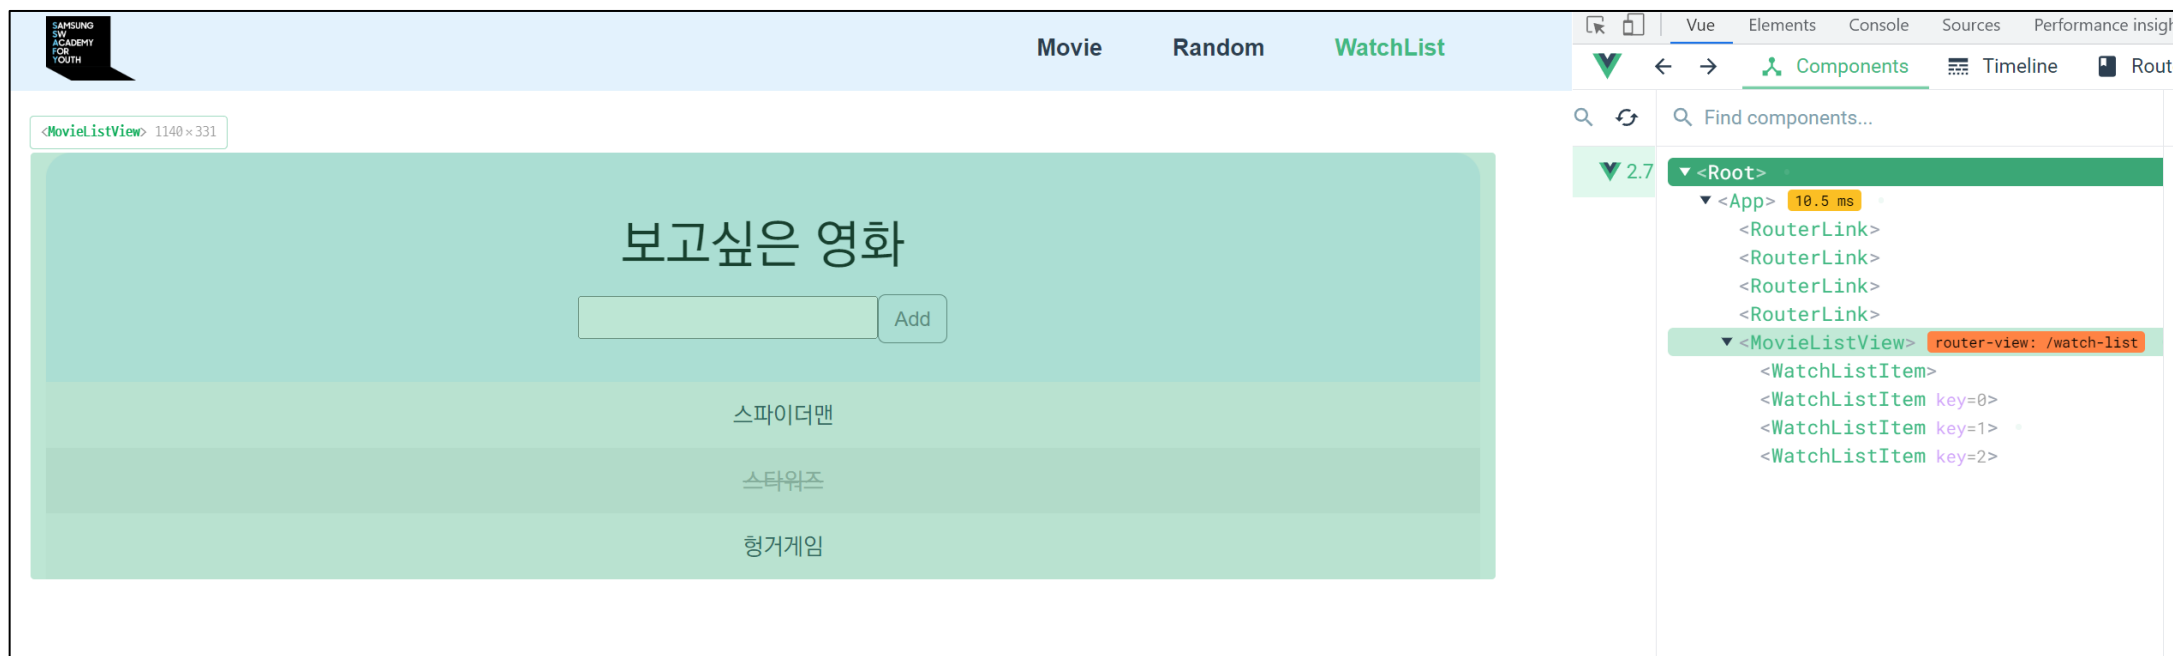 SAMSUNG
SW
ACADEMY
FOR
YOUTH
Movie Random WatchList
<MovieListView> 1140 × 331
보고싶은 영화
Add
스파이더맨
스타워즈
헝거게임
Vue Elements Console Sources Performance insigh
Components Timeline Rout
Find components...
2.7
<Root>
<App> 10.5 ms
<RouterLink>
<RouterLink>
<RouterLink>
<RouterLink>
<MovieListView> router-view: /watch-list
<WatchListItem>
<WatchListItem key=0>
<WatchListItem key=1>
<WatchListItem key=2>